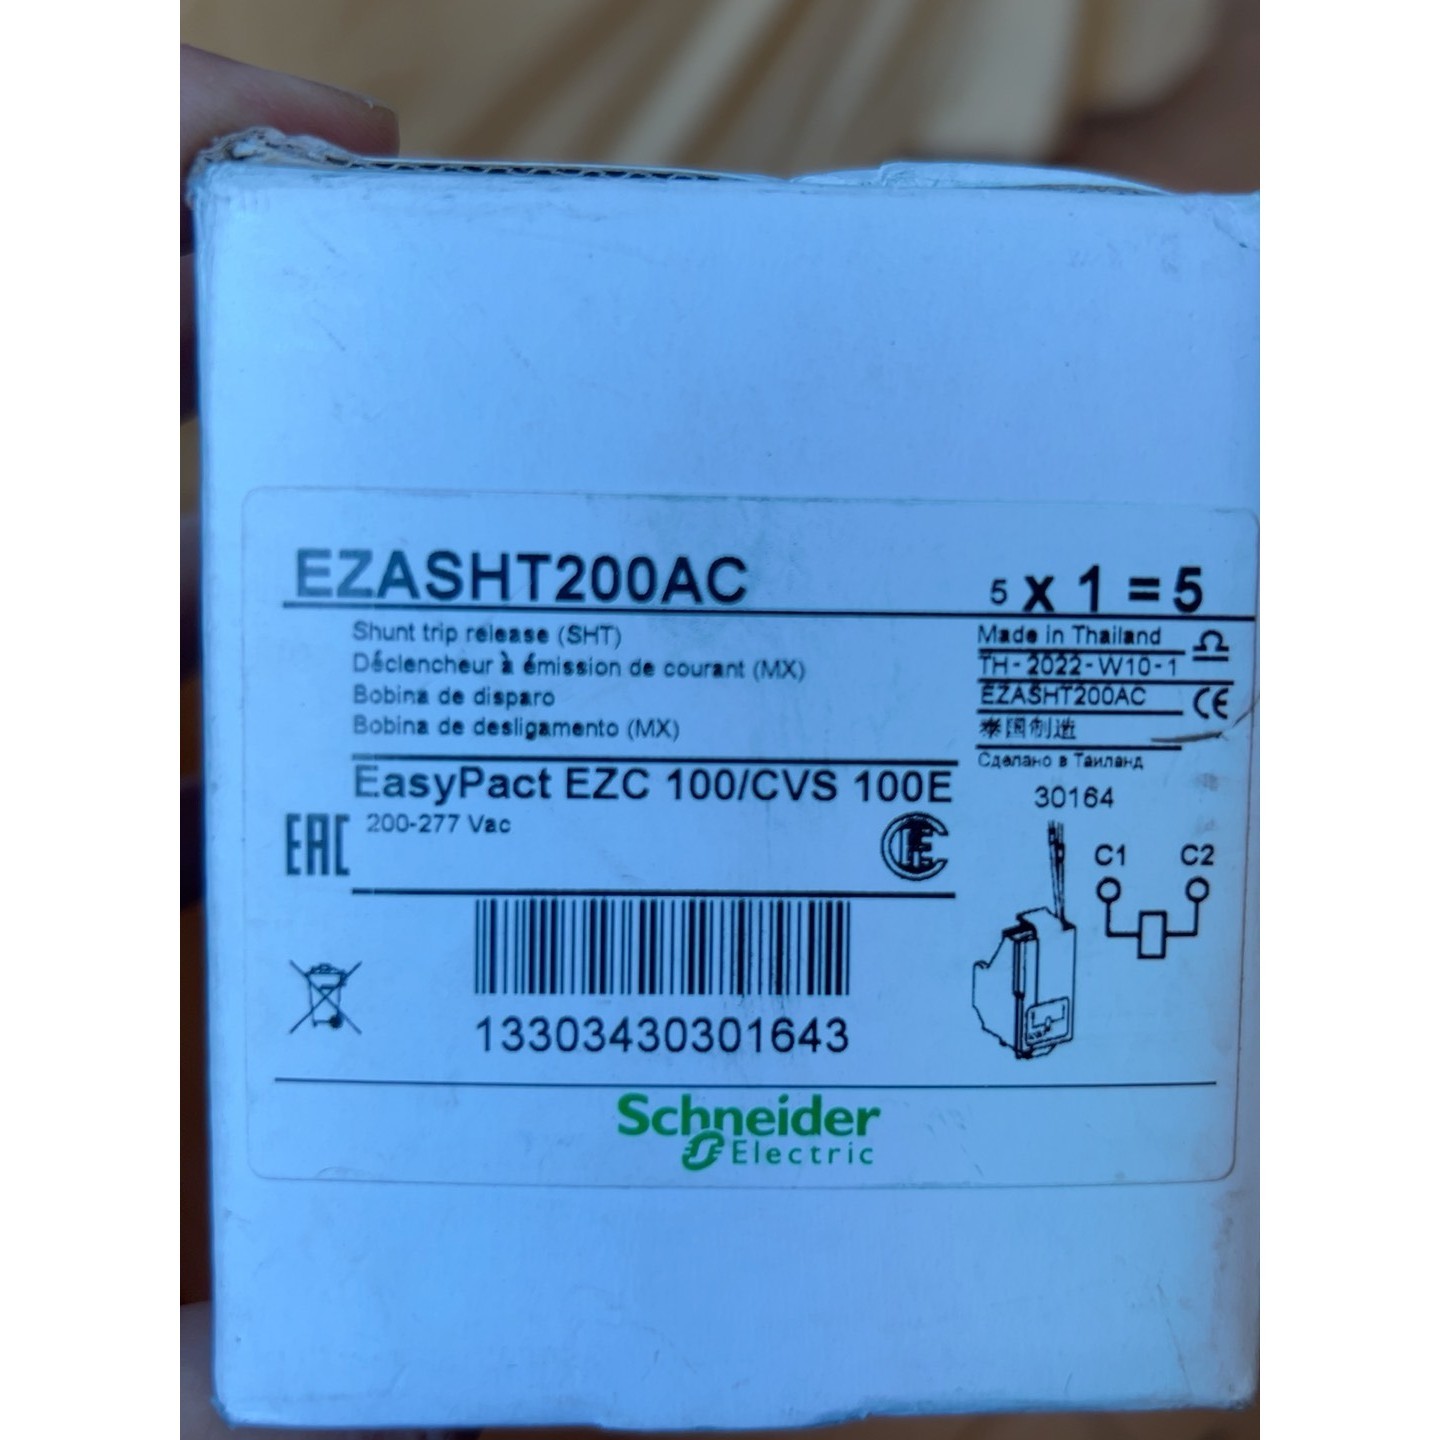 EZASHT200AC
5 x 1 = 5
Shunt trip release (SHT)
Déclencheur à émission de courant (MX)
Bobina de disparo
Bobina de desligamento (MX)
Made in Thailand
TH - 2022 - W10 - 1
EZASHT200AC
CE
泰国制造
Сделано в Таиланд
EasyPact EZC 100/CVS 100E
200-277 Vac
EAC
30164
C1 C2
13303430301643
Schneider
Electric